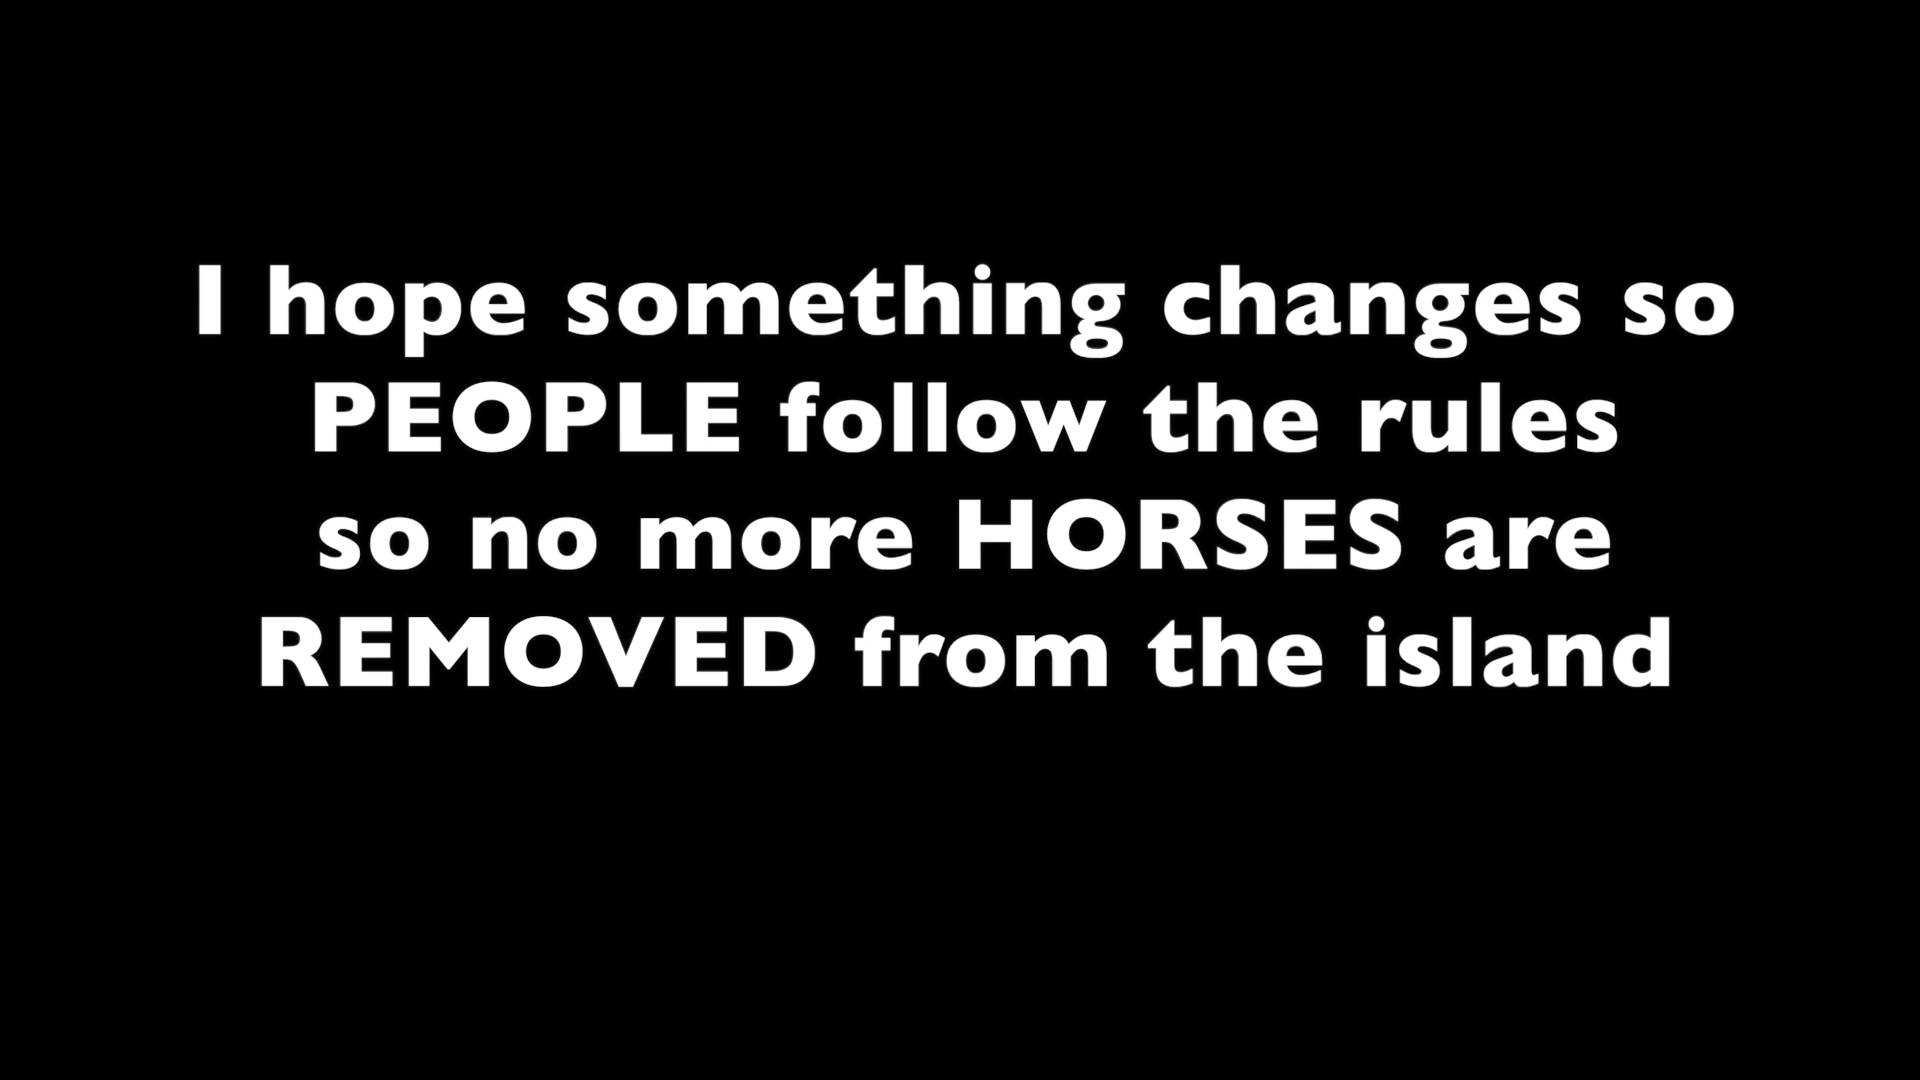 I hope something changes so
PEOPLE follow the rules
so no more HORSES are
REMOVED from the island